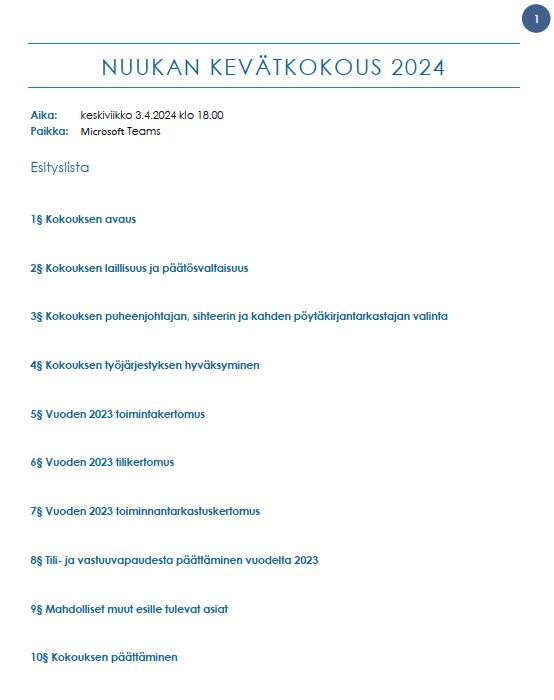 1
NUUKAN KEVÄTKOKOUS 2024
Aika: keskiviikko 3.4.2024 klo 18.00
Paikka: Microsoft Teams
Esityslista
1§ Kokouksen avaus
2§ Kokouksen laillisuus ja päätösvaltaisuus
3§ Kokouksen puheenjohtajan, sihteerin ja kahden pöytäkirjantarkastajan valinta
4§ Kokouksen työjärjestyksen hyväksyminen
5§ Vuoden 2023 toimintakertomus
6§ Vuoden 2023 tilikertomus
7§ Vuoden 2023 toiminnantarkastuskertomus
8§ Tili- ja vastuuvapaudesta päättäminen vuodelta 2023
9§ Mahdolliset muut esille tulevat asiat
10§ Kokouksen päättäminen